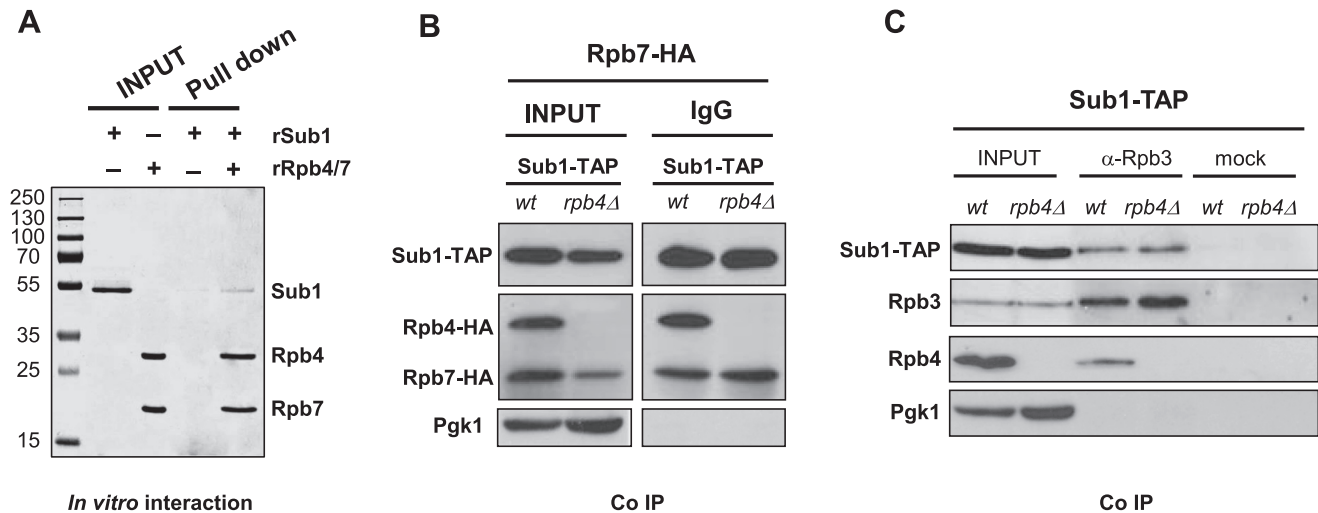 A
INPUT Pull down
+ – + + rSub1
– + – + rRpb4/7
250
130
100
70
55
35
25
15
Sub1
Rpb4
Rpb7
In vitro interaction
B
Rpb7-HA
INPUT IgG
Sub1-TAP Sub1-TAP
wt rpb4Δ wt rpb4Δ
Sub1-TAP
Rpb4-HA
Rpb7-HA
Pgk1
Co IP
C
Sub1-TAP
INPUT α-Rpb3 mock
wt rpb4Δ wt rpb4Δ wt rpb4Δ
Sub1-TAP
Rpb3
Rpb4
Pgk1
Co IP